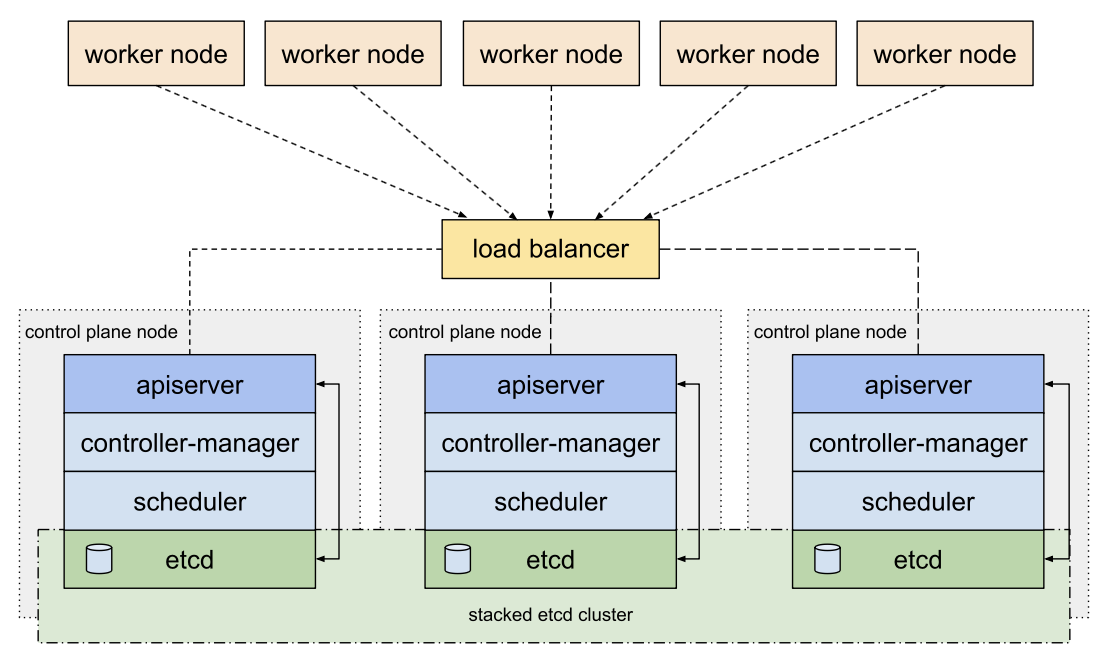 worker node
worker node
worker node
worker node
worker node
load balancer
control plane node
control plane node
control plane node
apiserver
apiserver
apiserver
controller-manager
controller-manager
controller-manager
scheduler
scheduler
scheduler
etcd
etcd
etcd
stacked etcd cluster